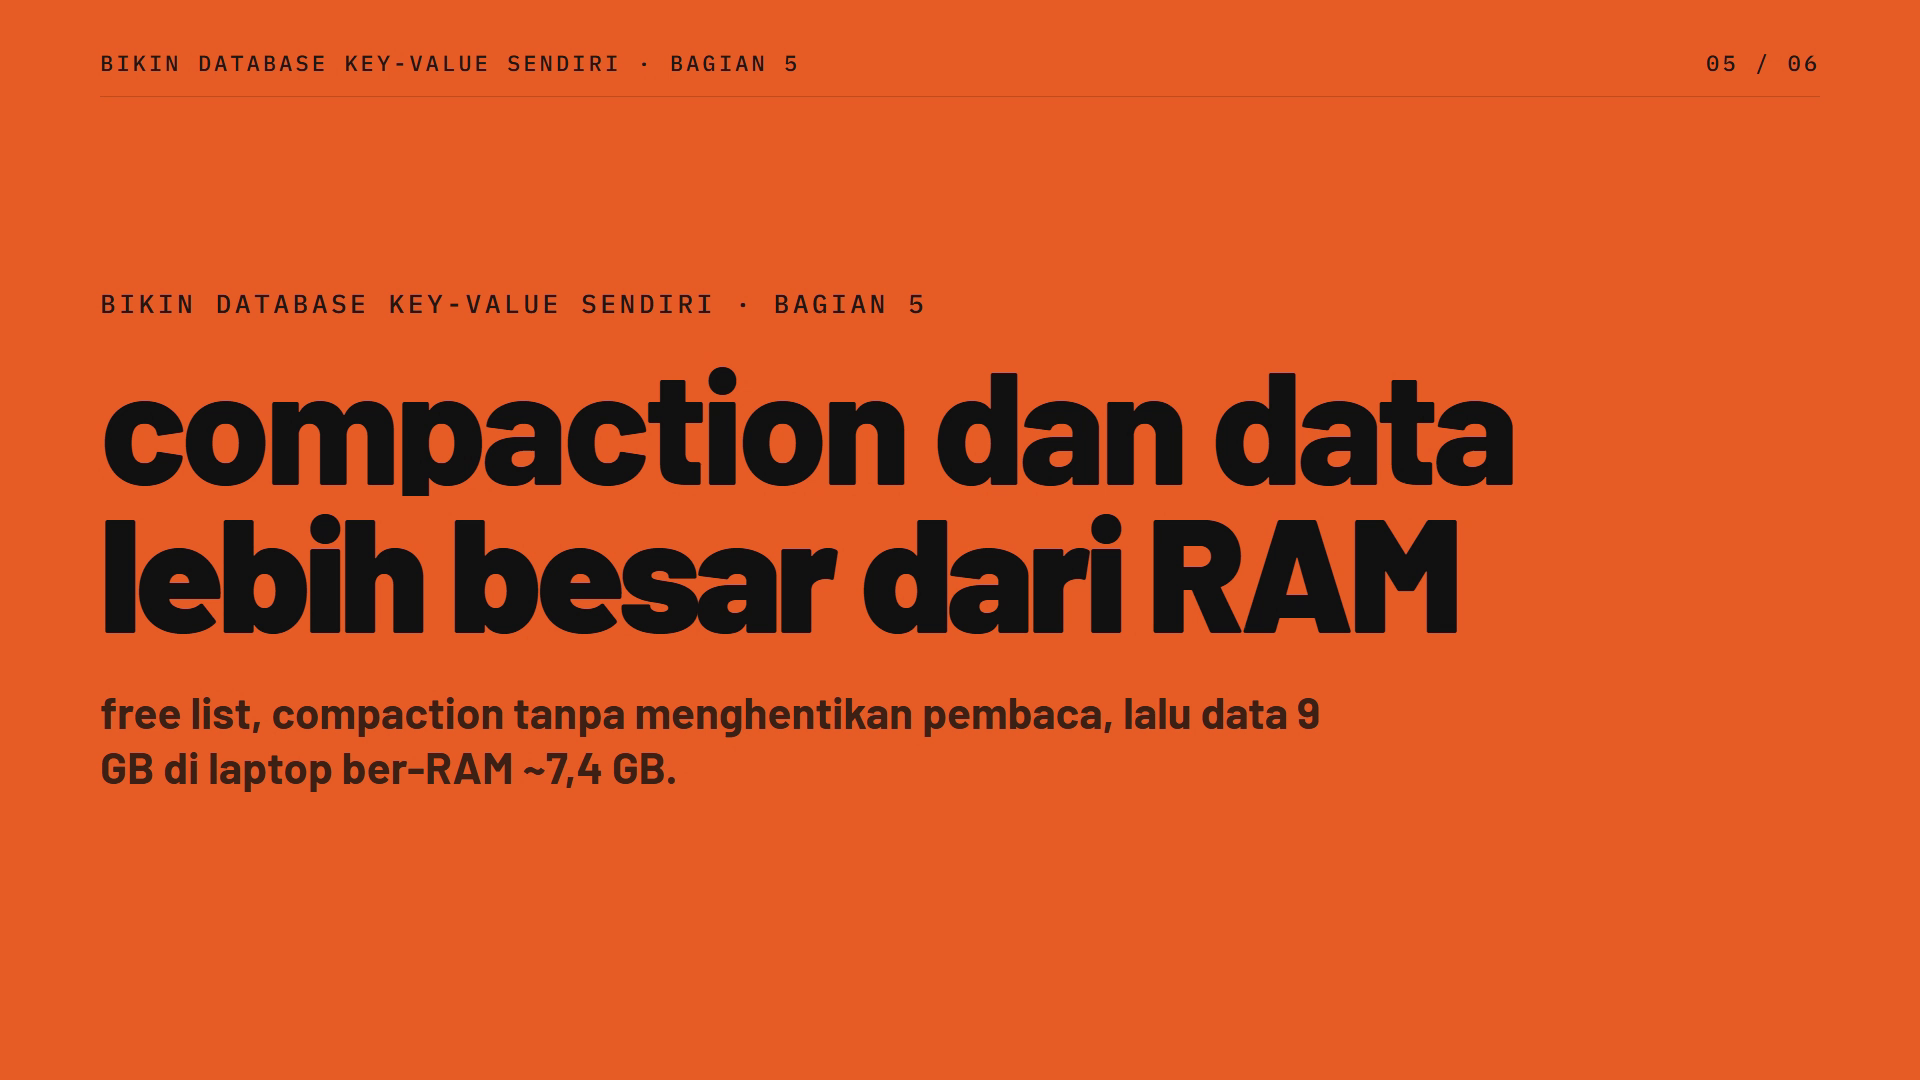 BIKIN DATABASE KEY-VALUE SENDIRI · BAGIAN 5
05 / 06
BIKIN DATABASE KEY-VALUE SENDIRI · BAGIAN 5
compaction dan data
lebih besar dari RAM
free list, compaction tanpa menghentikan pembaca, lalu data 9
GB di laptop ber-RAM ~7,4 GB.